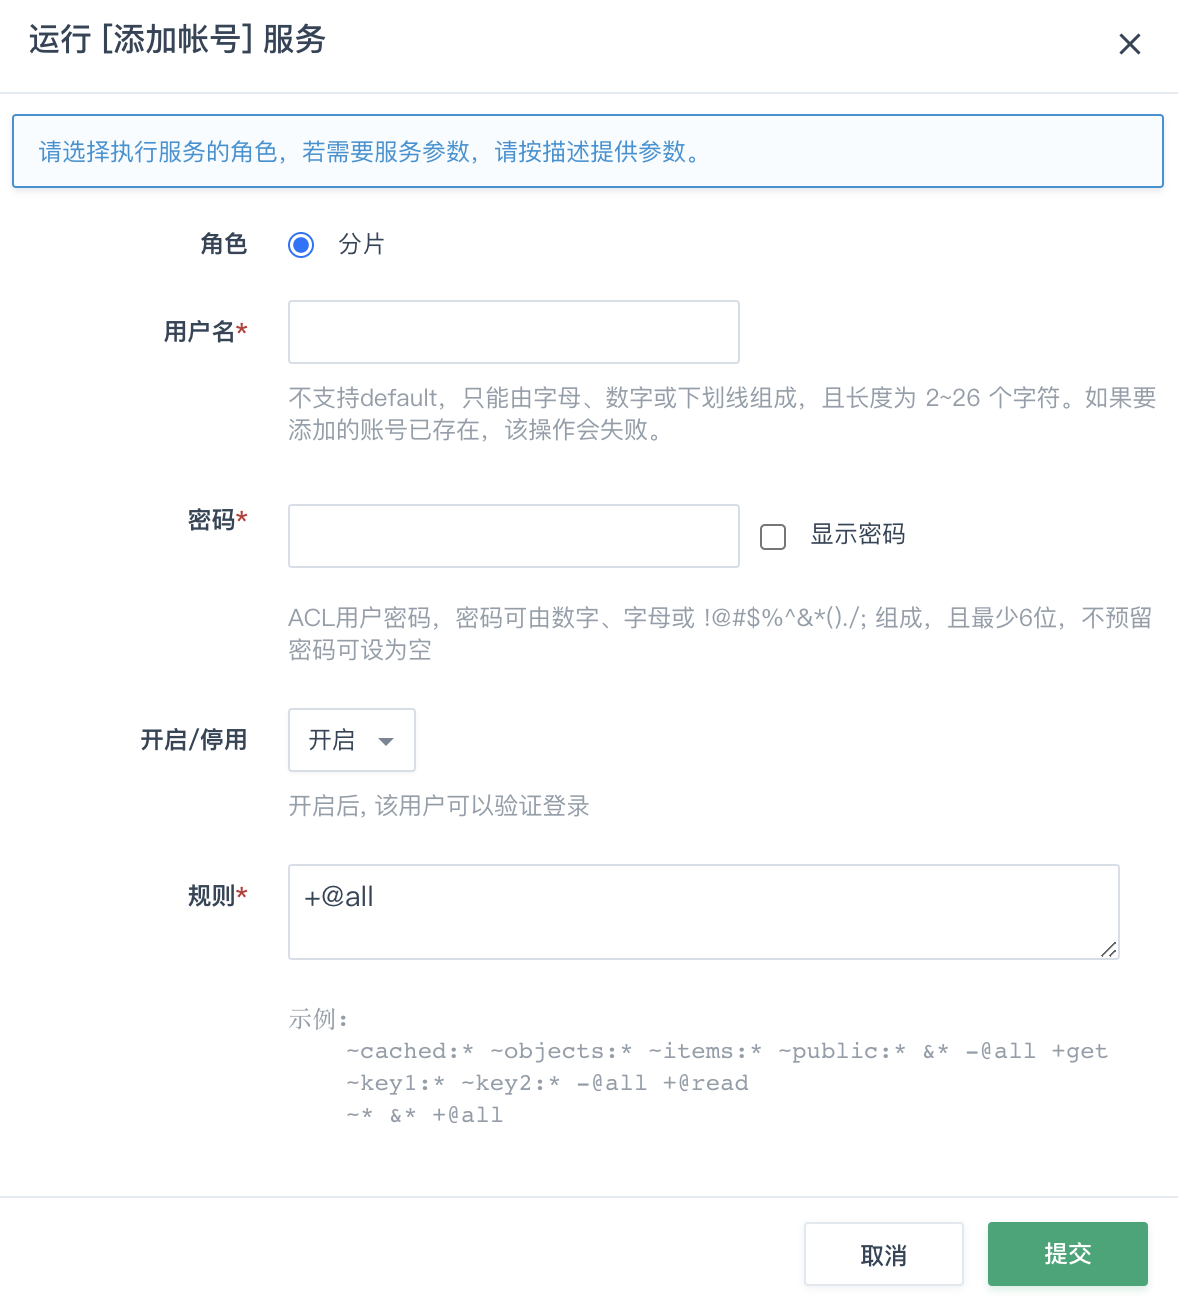 运行 [添加帐号] 服务
请选择执行服务的角色，若需要服务参数，请按描述提供参数。
角色 分片
用户名*
不支持default，只能由字母、数字或下划线组成，且长度为 2~26 个字符。如果要
添加的账号已存在，该操作会失败。
密码* 显示密码
ACL用户密码，密码可由数字、字母或 !@#$%^&*()./; 组成，且最少6位，不预留
密码可设为空
开启/停用 开启
开启后, 该用户可以验证登录
规则* +@all
示例：
~cached:* ~objects:* ~items:* ~public:* &* -@all +get
~key1:* ~key2:* -@all +@read
~* &* +@all
取消 提交